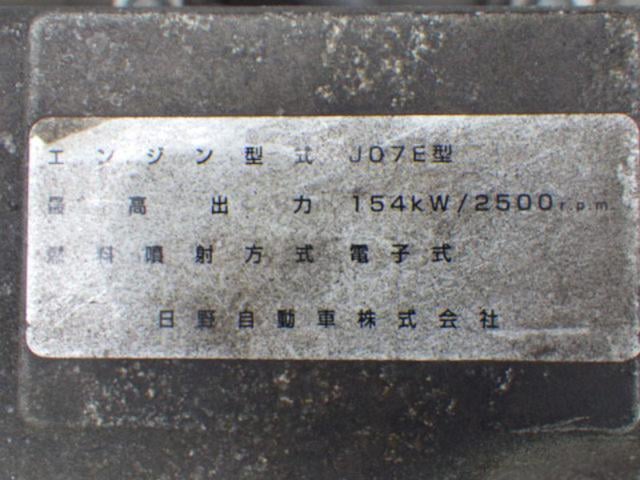 エンジン型式 J07E型
最高出力 154kW/2500r.p.m.
燃料噴射方式 電子式
日野自動車株式会社